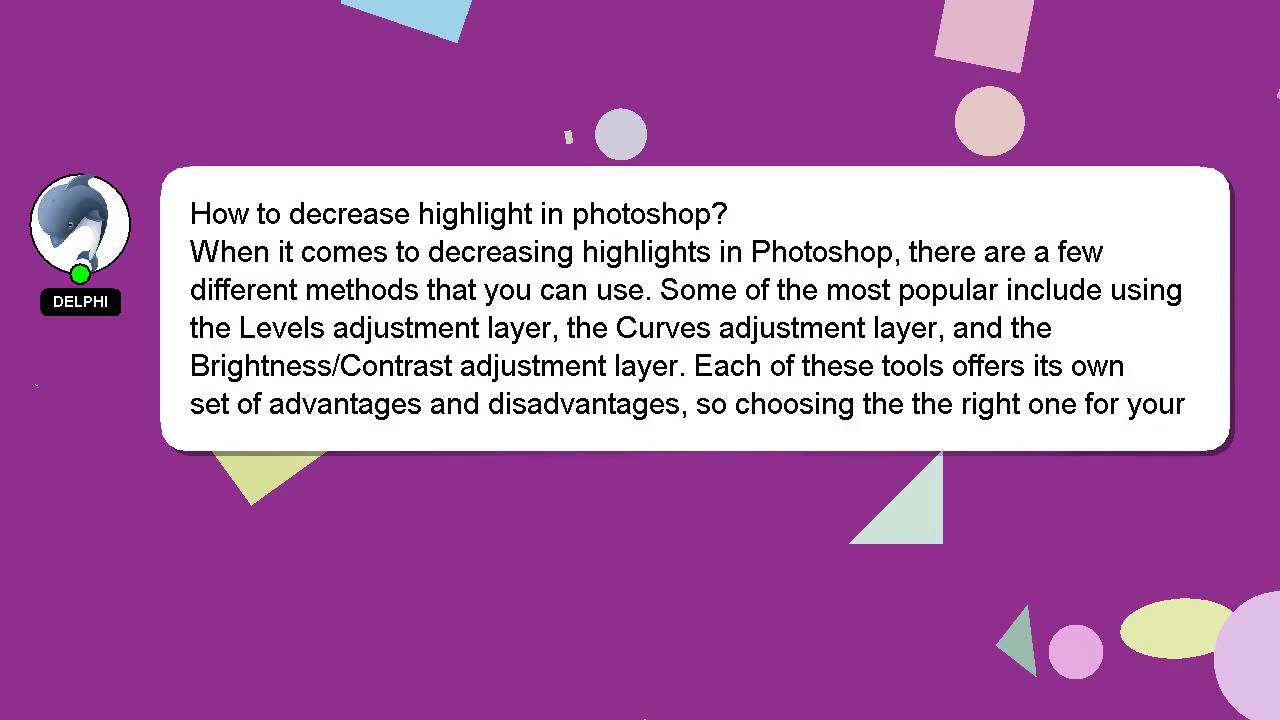 How to decrease highlight in photoshop?
When it comes to decreasing highlights in Photoshop, there are a few
different methods that you can use. Some of the most popular include using
the Levels adjustment layer, the Curves adjustment layer, and the
Brightness/Contrast adjustment layer. Each of these tools offers its own
set of advantages and disadvantages, so choosing the the right one for your
DELPHI